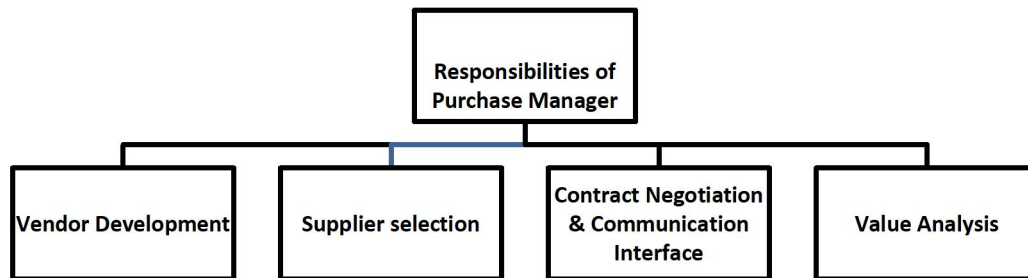 Responsibilities of
Purchase Manager
Vendor Development
Supplier selection
Contract Negotiation
& Communication
Interface
Value Analysis